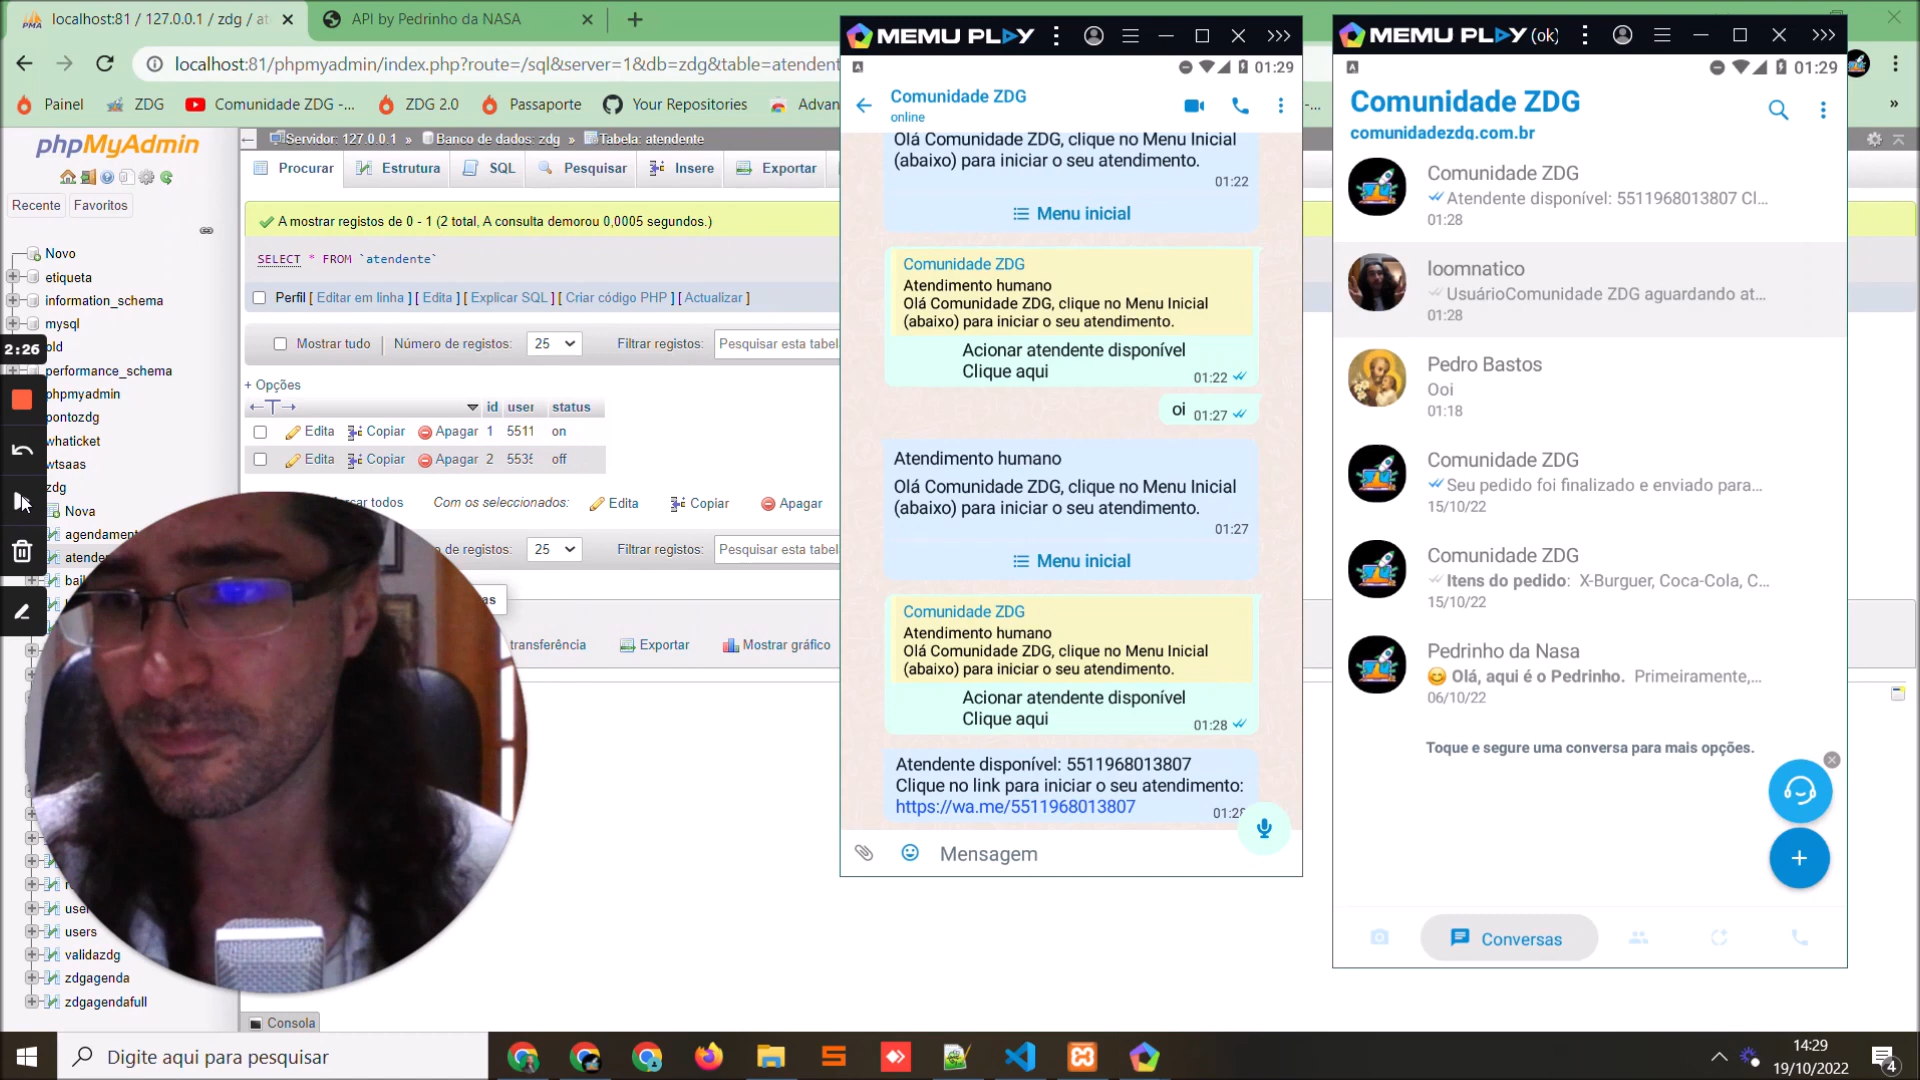 localhost:81 / 127.0.0.1 / zdg / at
API by Pedrinho da NASA
localhost:81/phpmyadmin/index.php?route=/sql&server=1&db=zdg&table=atendent
Painel
ZDG
Comunidade ZDG -...
ZDG 2.0
Passaporte
Your Repositories
Advan
»
phpMyAdmin
Recente
Favoritos
Novo
etiqueta
information_schema
mysql
old
performance_schema
phpmyadmin
pontozdg
whaticket
wtsaas
zdg
Nova
agendament
atenden
bail
users
validazdg
zdgagenda
zdgagendafull
2:26
Servidor: 127.0.0.1 » Banco de dados: zdg » Tabela: atendente
Procurar
Estrutura
SQL
Pesquisar
Insere
Exportar
A mostrar registos de 0 - 1 (2 total, A consulta demorou 0,0005 segundos.)
SELECT * FROM `atendente`
Perfil [ Editar em linha ] [ Edita ] [ Explicar SQL ] [ Criar código PHP ] [ Actualizar ]
Mostrar tudo
Número de registos:
25
Filtrar registos:
Pesquisar esta tabela
+ Opções
←T→
id
user
status
Edita
Copiar
Apagar
1
5511
on
Edita
Copiar
Apagar
2
5535
off
car todos
Com os seleccionados:
Edita
Copiar
Apagar
o de registos:
25
Filtrar registos:
Pesquisar esta tabela
as
transferência
Exportar
Mostrar gráfico
Consola
MEMU PLAY
01:29
Comunidade ZDG
online
Olá Comunidade ZDG, clique no Menu Inicial
(abaixo) para iniciar o seu atendimento.
01:22
Menu inicial
Comunidade ZDG
Atendimento humano
Olá Comunidade ZDG, clique no Menu Inicial
(abaixo) para iniciar o seu atendimento.
Acionar atendente disponível
Clique aqui
01:22
oi
01:27
Atendimento humano
Olá Comunidade ZDG, clique no Menu Inicial
(abaixo) para iniciar o seu atendimento.
01:27
Menu inicial
Comunidade ZDG
Atendimento humano
Olá Comunidade ZDG, clique no Menu Inicial
(abaixo) para iniciar o seu atendimento.
Acionar atendente disponível
Clique aqui
01:28
Atendente disponível: 5511968013807
Clique no link para iniciar o seu atendimento:
https://wa.me/5511968013807
01:28
Mensagem
MEMU PLAY (ok)
01:29
Comunidade ZDG
comunidadezdg.com.br
Comunidade ZDG
Atendente disponível: 5511968013807 Cl...
01:28
loomnatico
UsuárioComunidade ZDG aguardando at...
01:28
Pedro Bastos
Ooi
01:18
Comunidade ZDG
Seu pedido foi finalizado e enviado para...
15/10/22
Comunidade ZDG
Itens do pedido: X-Burguer, Coca-Cola, C...
15/10/22
Pedrinho da Nasa
😊 Olá, aqui é o Pedrinho. Primeiramente,...
06/10/22
Toque e segure uma conversa para mais opções.
Conversas
Digite aqui para pesquisar
14:29
19/10/2022
4